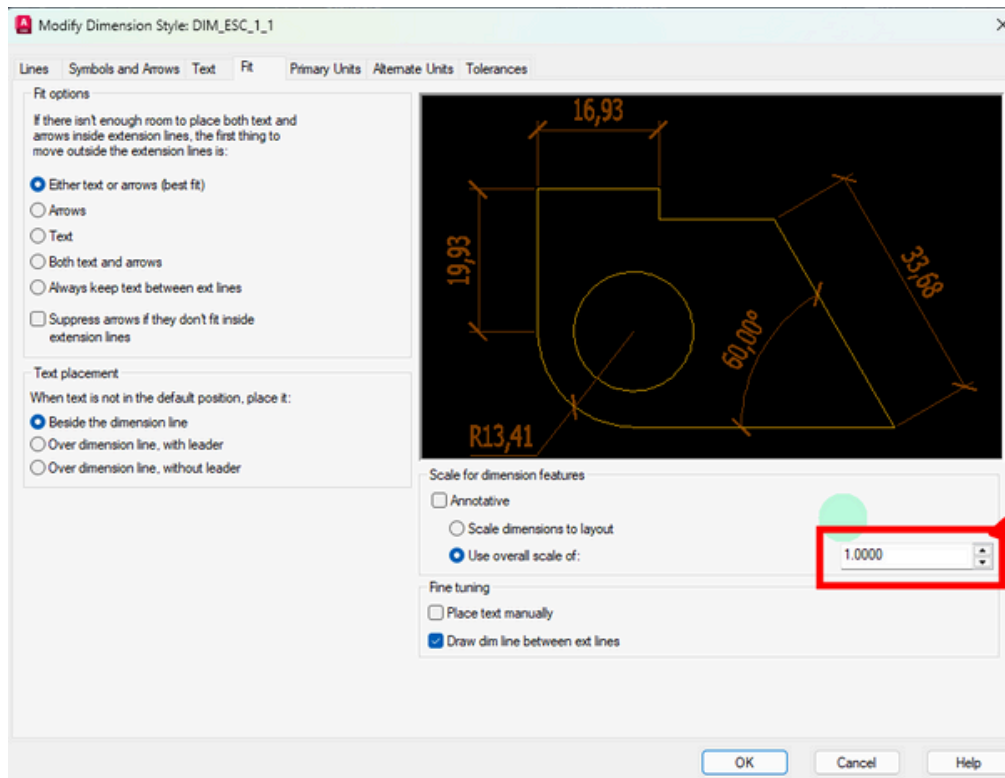 Modify Dimension Style: DIM_ESC_1_1
Lines Symbols and Arrows Text Fit Primary Units Alternate Units Tolerances
Fit options
If there isn't enough room to place both text and
arrows inside extension lines, the first thing to
move outside the extension lines is:
Either text or arrows (best fit)
Arrows
Text
Both text and arrows
Always keep text between ext lines
Suppress arrows if they don't fit inside
extension lines
Text placement
When text is not in the default position, place it:
Beside the dimension line
Over dimension line, with leader
Over dimension line, without leader
16,93
19,93
33,68
60,00°
R13,41
Scale for dimension features
Annotative
Scale dimensions to layout
Use overall scale of:
1.0000
Fine tuning
Place text manually
Draw dim line between ext lines
OK Cancel Help